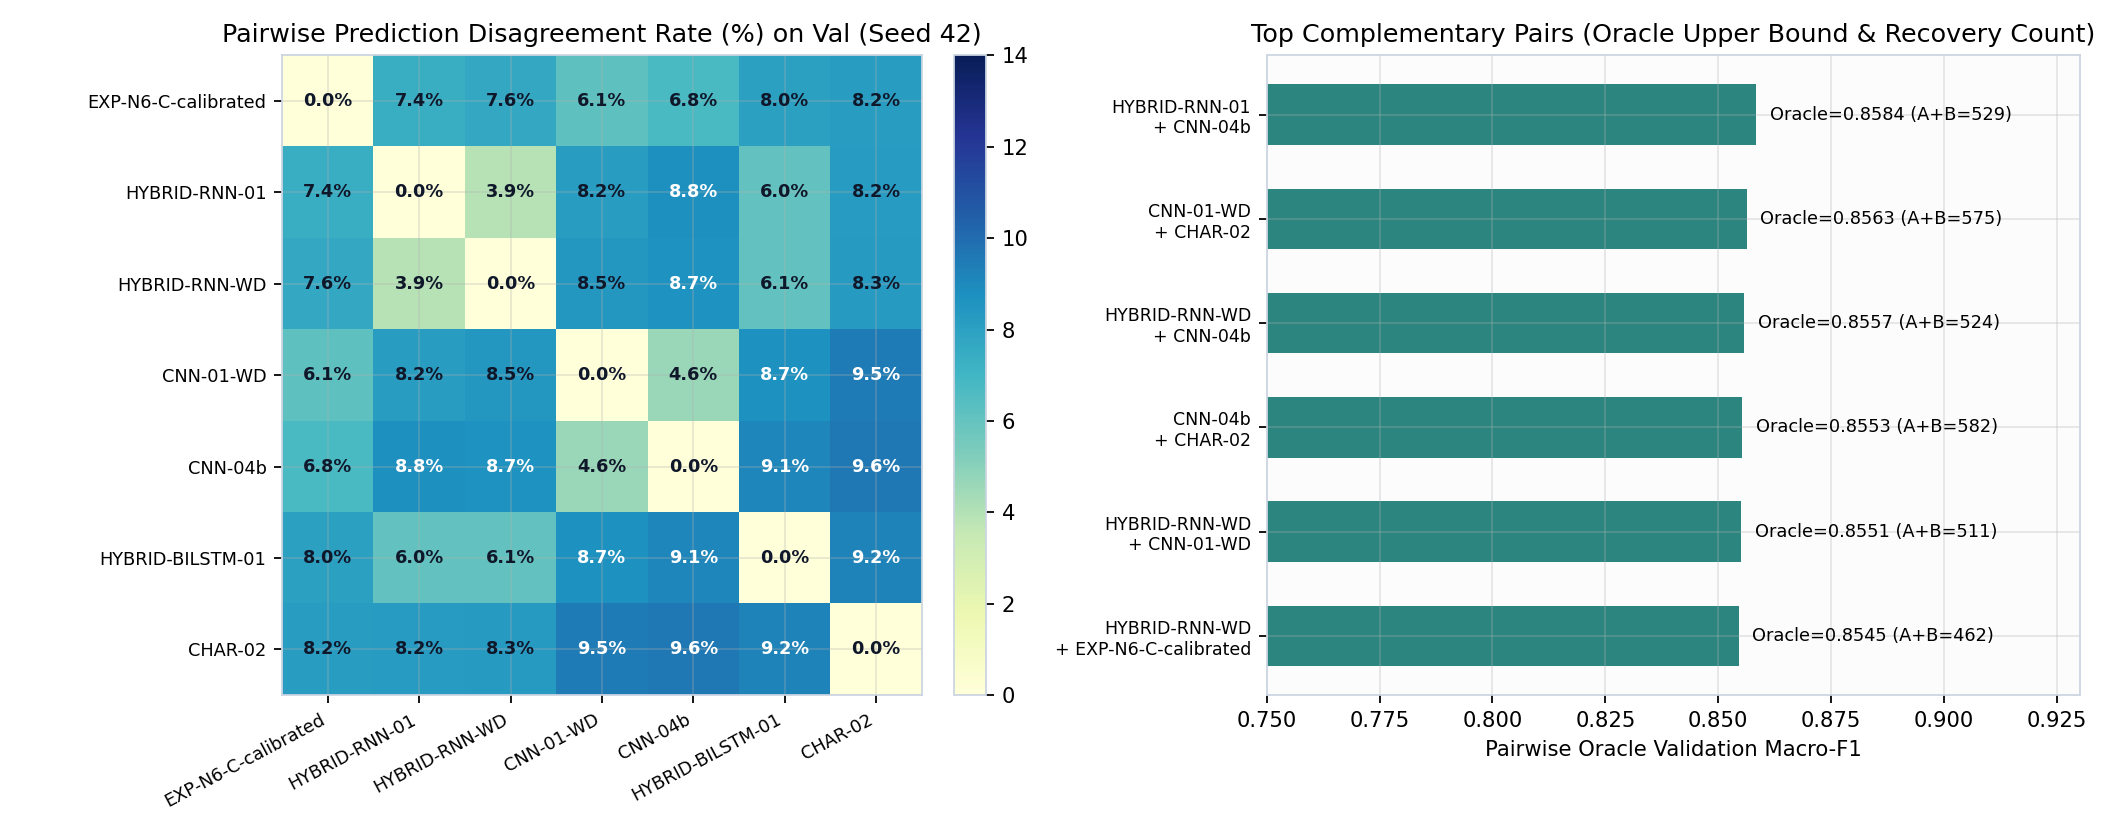 Pairwise Prediction Disagreement Rate (%) on Val (Seed 42)
EXP-N6-C-calibrated 0.0% 7.4% 7.6% 6.1% 6.8% 8.0% 8.2%
HYBRID-RNN-01 7.4% 0.0% 3.9% 8.2% 8.8% 6.0% 8.2%
HYBRID-RNN-WD 7.6% 3.9% 0.0% 8.5% 8.7% 6.1% 8.3%
CNN-01-WD 6.1% 8.2% 8.5% 0.0% 4.6% 8.7% 9.5%
CNN-04b 6.8% 8.8% 8.7% 4.6% 0.0% 9.1% 9.6%
HYBRID-BILSTM-01 8.0% 6.0% 6.1% 8.7% 9.1% 0.0% 9.2%
CHAR-02 8.2% 8.2% 8.3% 9.5% 9.6% 9.2% 0.0%
EXP-N6-C-calibrated
HYBRID-RNN-01
HYBRID-RNN-WD
CNN-01-WD
CNN-04b
HYBRID-BILSTM-01
CHAR-02
14
12
10
8
6
4
2
0
Top Complementary Pairs (Oracle Upper Bound & Recovery Count)
HYBRID-RNN-01
+ CNN-04b
Oracle=0.8584 (A+B=529)
CNN-01-WD
+ CHAR-02
Oracle=0.8563 (A+B=575)
HYBRID-RNN-WD
+ CNN-04b
Oracle=0.8557 (A+B=524)
CNN-04b
+ CHAR-02
Oracle=0.8553 (A+B=582)
HYBRID-RNN-WD
+ CNN-01-WD
Oracle=0.8551 (A+B=511)
HYBRID-RNN-WD
+ EXP-N6-C-calibrated
Oracle=0.8545 (A+B=462)
0.750 0.775 0.800 0.825 0.850 0.875 0.900 0.925
Pairwise Oracle Validation Macro-F1